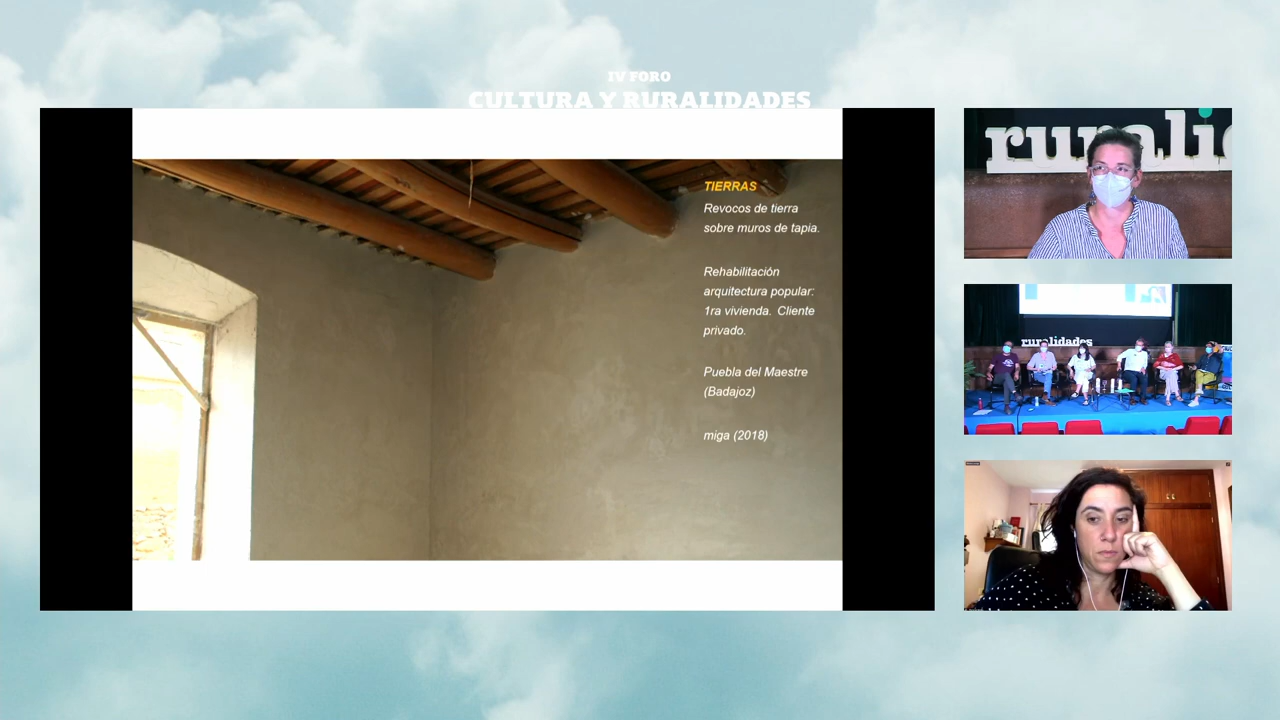 IV FORO
CULTURA Y RURALIDADES
TIERRAS
Revocos de tierra
sobre muros de tapia.
Rehabilitación
arquitectura popular:
1ra vivienda. Cliente
privado.
Puebla del Maestre
(Badajoz)
miga (2018)
ruralid
ruralidades